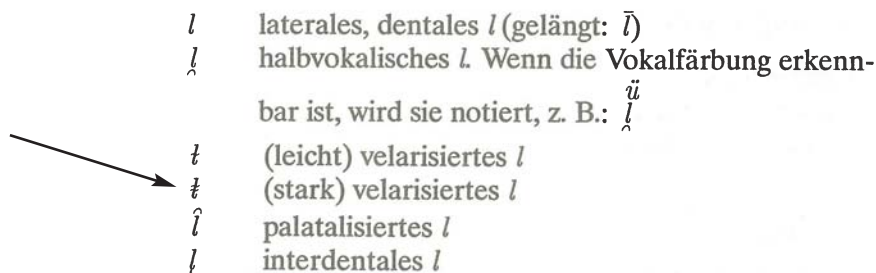 l laterales, dentales l (gelängt: l̄)
l̯ halbvokalisches l. Wenn die Vokalfärbung erkenn-
ü
bar ist, wird sie notiert, z. B.: l̯
ƚ (leicht) velarisiertes l
ⱡ (stark) velarisiertes l
l̑ palatalisiertes l
l̨ interdentales l